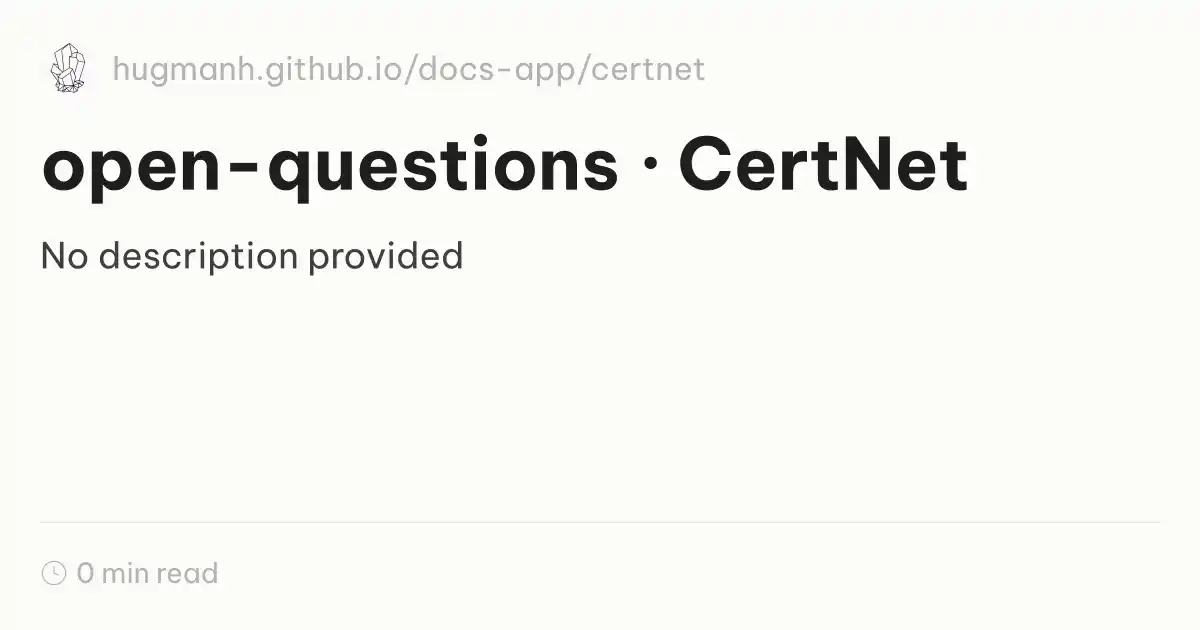 hugmanh.github.io/docs-app/certnet
open-questions · CertNet
No description provided
0 min read